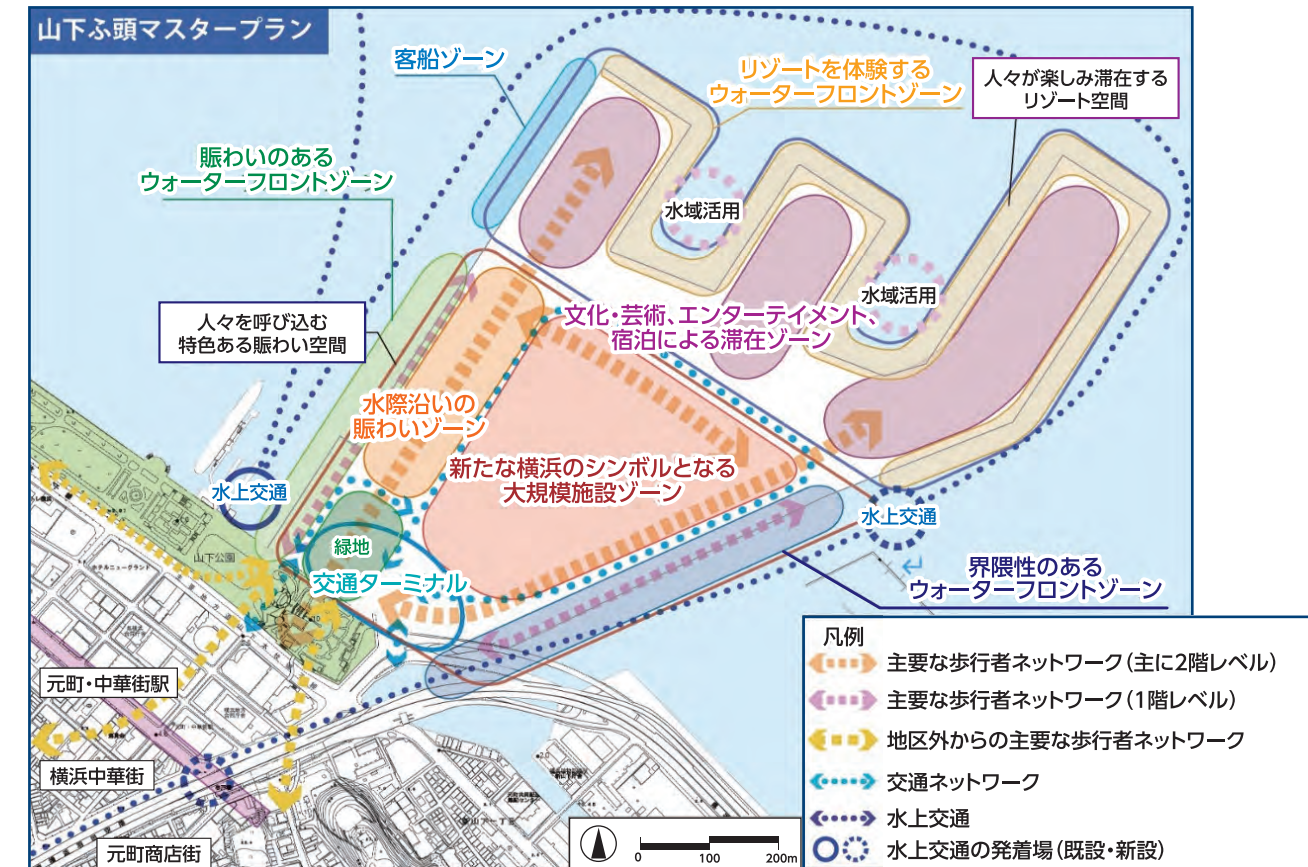 山下ふ頭マスタープラン
客船ゾーン
リゾートを体験する
ウォーターフロントゾーン
人々が楽しみ滞在する
リゾート空間
賑わいのある
ウォーターフロントゾーン
水域活用
水域活用
人々を呼び込む
特色ある賑わい空間
文化・芸術、エンターテイメント、
宿泊による滞在ゾーン
水際沿いの
賑わいゾーン
新たな横浜のシンボルとなる
大規模施設ゾーン
水上交通
水上交通
緑地
山下公園
ホテルニューグランド
交通ターミナル
界隈性のある
ウォーターフロントゾーン
元町・中華街駅
横浜中華街
元町商店街
凡例
主要な歩行者ネットワーク（主に2階レベル）
主要な歩行者ネットワーク（1階レベル）
地区外からの主要な歩行者ネットワーク
交通ネットワーク
水上交通
水上交通の発着場（既設・新設）
0 100 200m